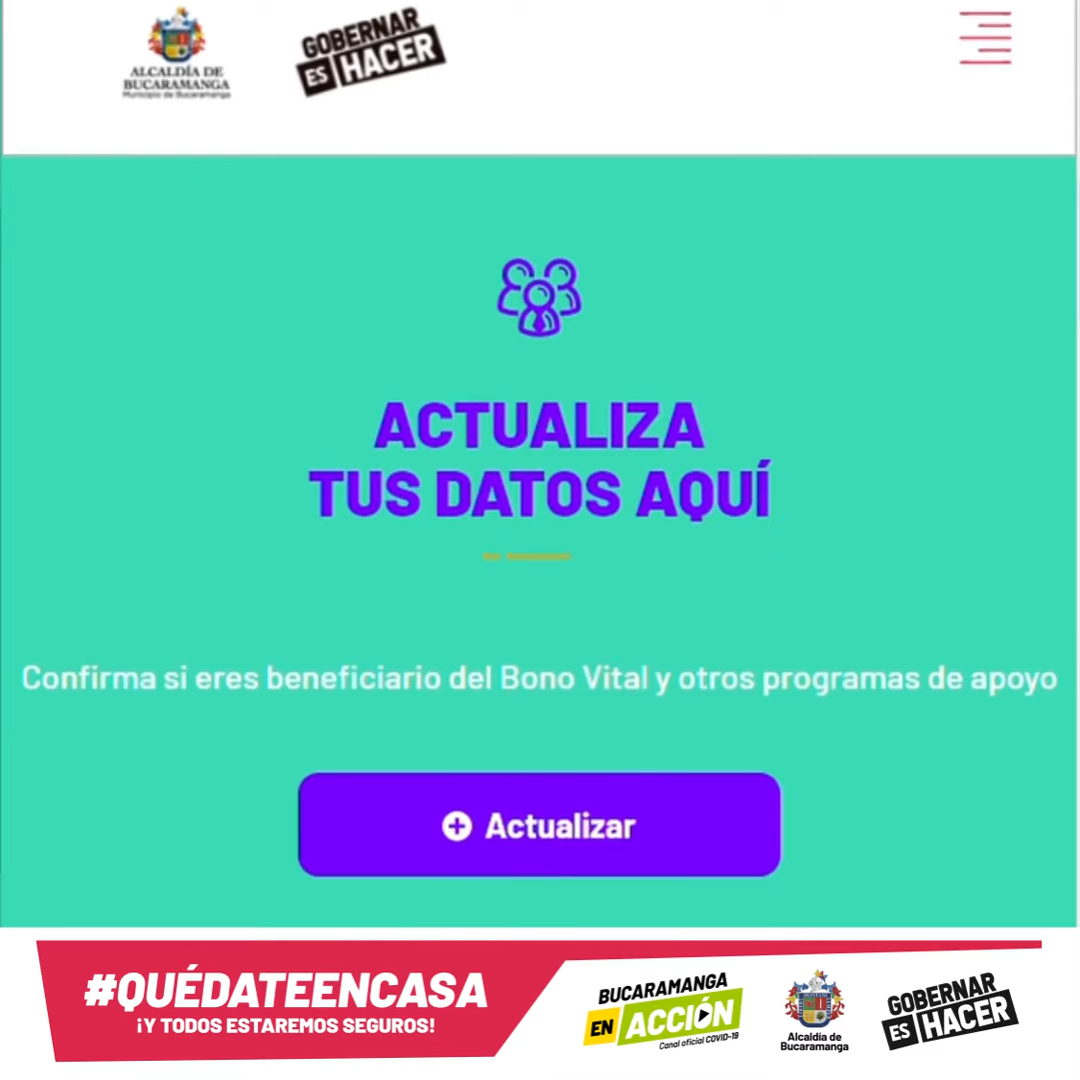 ALCALDÍA DE
BUCARAMANGA
Municipio de Bucaramanga
GOBERNAR
ES HACER
ACTUALIZA
TUS DATOS AQUÍ
Confirma si eres beneficiario del Bono Vital y otros programas de apoyo
Actualizar
#QUÉDATEENCASA
¡Y TODOS ESTAREMOS SEGUROS!
BUCARAMANGA
EN ACCIÓN
Canal oficial COVID-19
Alcaldía de
Bucaramanga
GOBERNAR
ES HACER